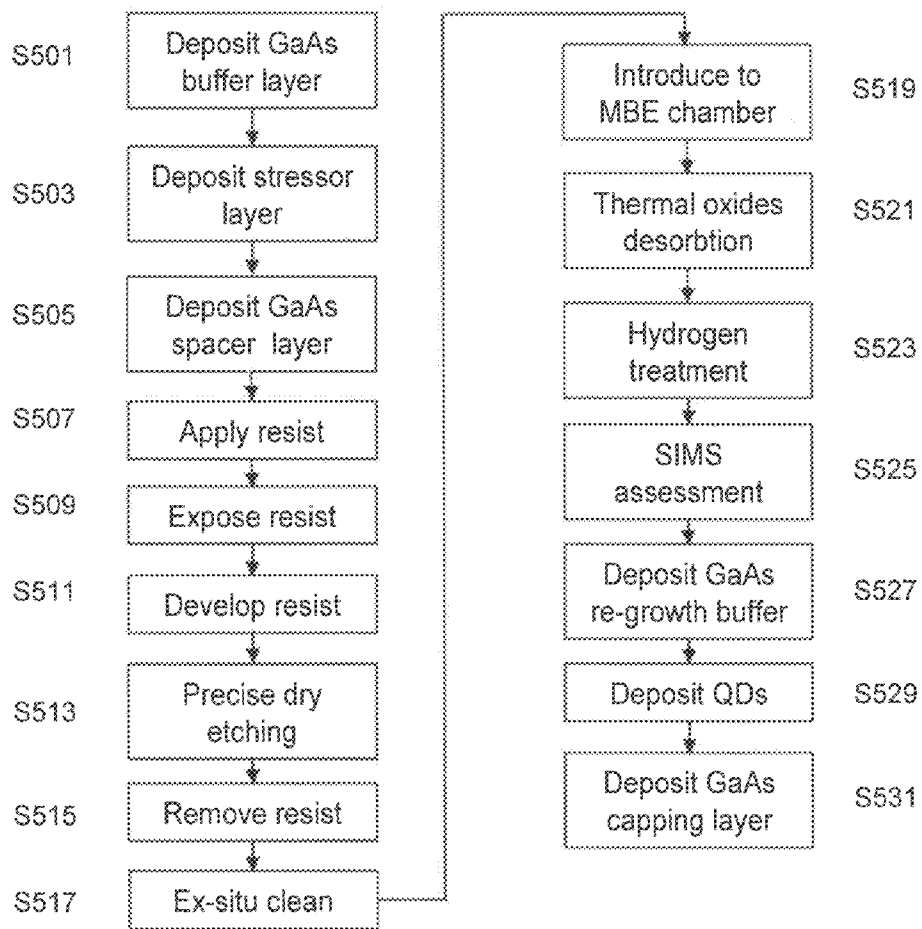 S501
Deposit GaAs
buffer layer
S503
Deposit stressor
layer
S505
Deposit GaAs
spacer layer
S507
Apply resist
S509
Expose resist
S511
Develop resist
S513
Precise dry
etching
S515
Remove resist
S517
Ex-situ clean
Introduce to
MBE chamber
S519
Thermal oxides
desorbtion
S521
Hydrogen
treatment
S523
SIMS
assessment
S525
Deposit GaAs
re-growth buffer
S527
Deposit QDs
S529
Deposit GaAs
capping layer
S531